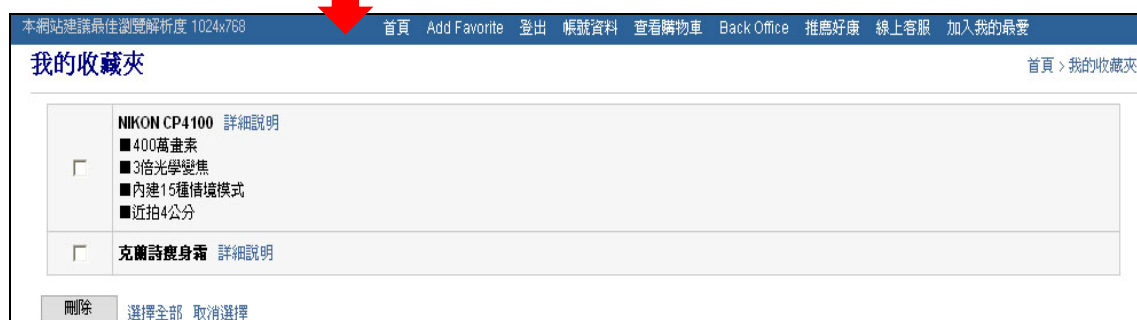 本網站建議最佳瀏覽解析度 1024x768 首頁 Add Favorite 登出 帳號資料 查看購物車 Back Office 推薦好康 線上客服 加入我的最愛
我的收藏夾 首頁 > 我的收藏夾
NIKON CP4100 詳細說明
■400萬畫素
■3倍光學變焦
■內建15種情境模式
■近拍4公分
克蘭詩瘦身霜 詳細說明
刪除 選擇全部 取消選擇